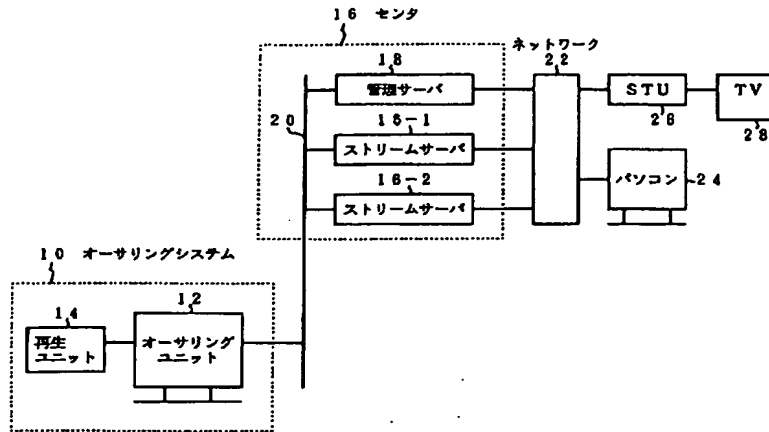 16 センタ
ネットワーク
22
18
管理サーバ
STU
26
TV
28
20
16-1
ストリームサーバ
16-2
ストリームサーバ
パソコン
24
10 オーサリングシステム
14
再生
ユニット
12
オーサリング
ユニット